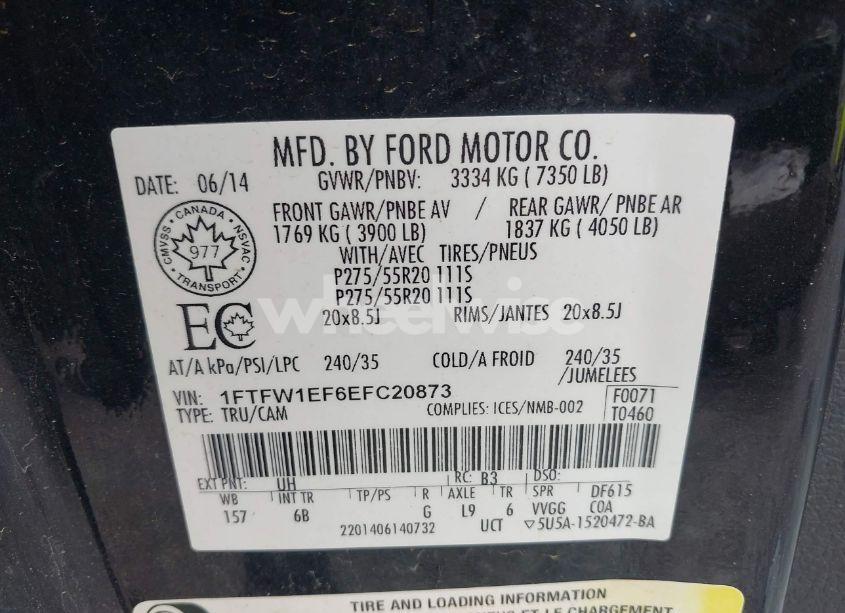 MFD. BY FORD MOTOR CO.
DATE: 06/14 GVWR/PNBV: 3334 KG ( 7350 LB)
FRONT GAWR/PNBE AV / REAR GAWR/ PNBE AR
1769 KG ( 3900 LB) 1837 KG ( 4050 LB)
WITH/AVEC TIRES/PNEUS
CANADA
CMVSS NSVAC
977
TRANSPORT
P275/55R20 111S
P275/55R20 111S
wheelwise
EC 20x8.5J RIMS/JANTES 20x8.5J
AT/A kPa/PSI/LPC 240/35 COLD/A FROID 240/35
/JUMELEES
VIN: 1FTFW1EF6EFC20873 F0071
TYPE: TRU/CAM COMPLIES: ICES/NMB-002 T0460
EXT PNT: UH RC: B3 DSO:
WB INT TR TP/PS R AXLE TR SPR DF615
157 6B G L9 6 VVGG COA
2201406140732 UCT ▽5U5A-1520472-BA
TIRE AND LOADING INFORMATION